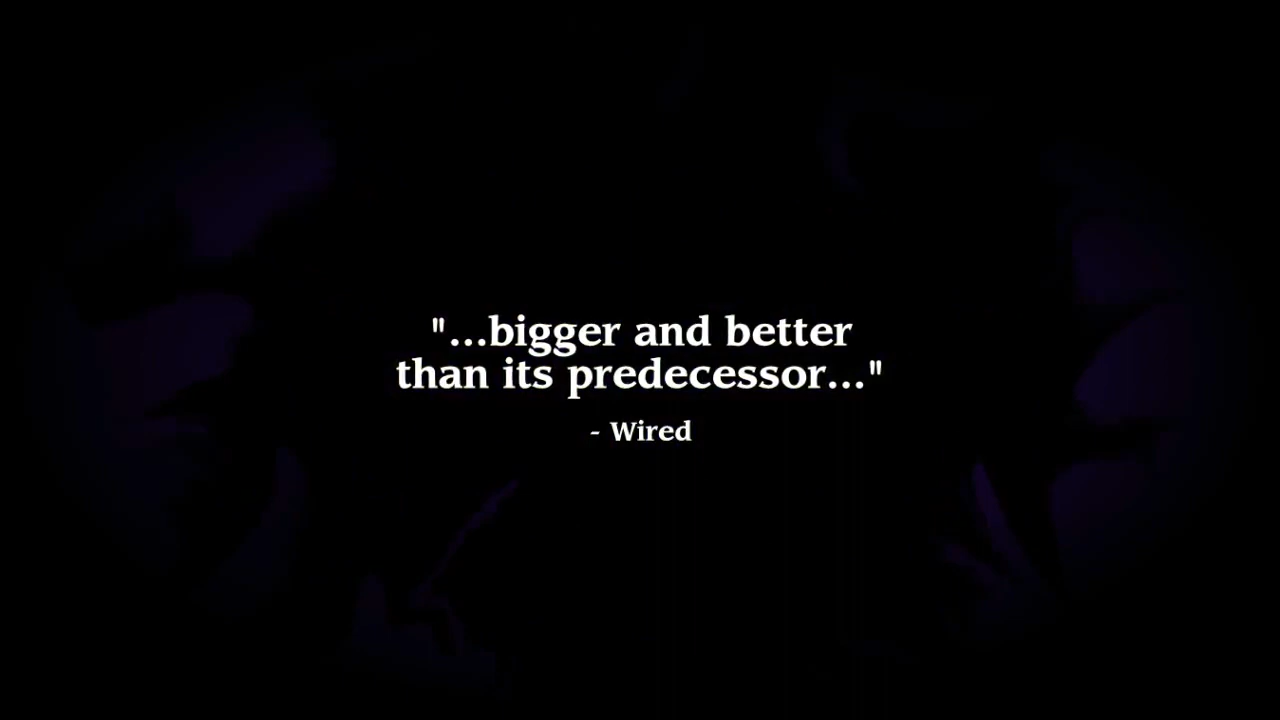 "...bigger and better
than its predecessor..."
- Wired